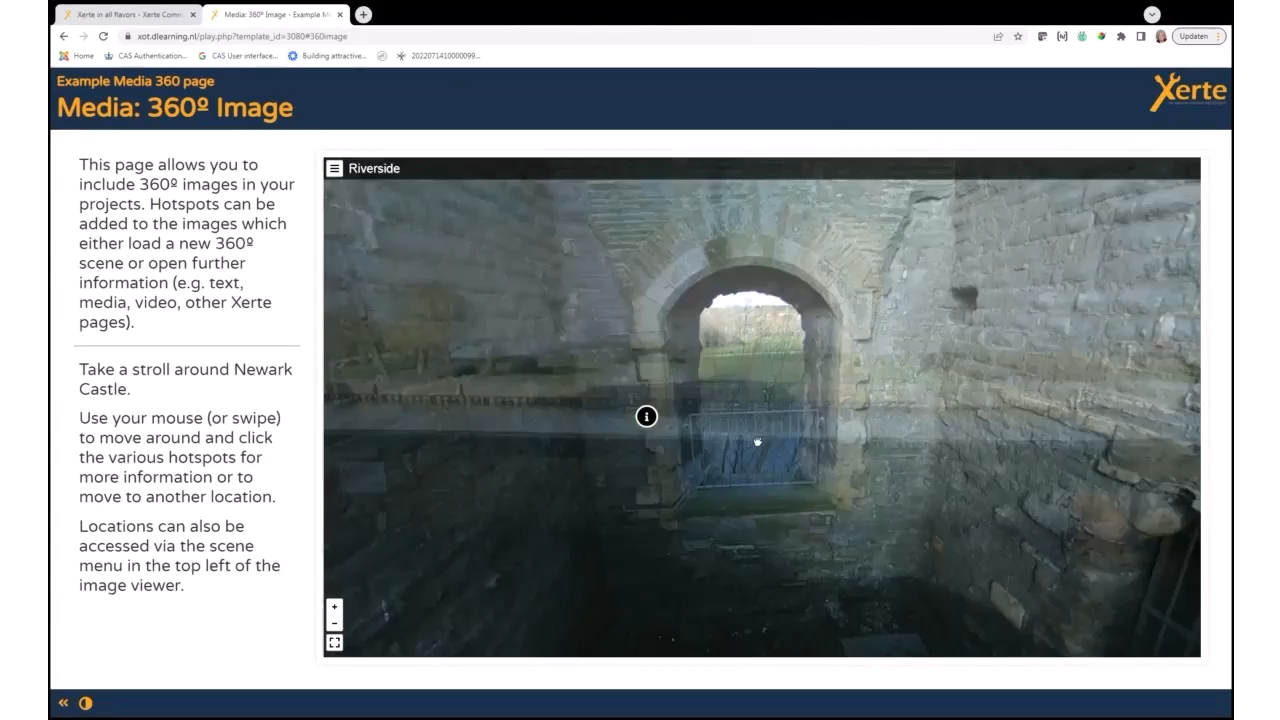 Xerte in all flavors - Xerte Comm
Media: 360º Image - Example M
xot.dlearning.nl/play.php?template_id=3080#360image
Updaten
Home
CAS Authentication...
CAS User interface...
Building attractive...
2022071410000099...
Example Media 360 page
Media: 360º Image
Xerte
This page allows you to
include 360º images in your
projects. Hotspots can be
added to the images which
either load a new 360º
scene or open further
information (e.g. text,
media, video, other Xerte
pages).
Take a stroll around Newark
Castle.
Use your mouse (or swipe)
to move around and click
the various hotspots for
more information or to
move to another location.
Locations can also be
accessed via the scene
menu in the top left of the
image viewer.
Riverside